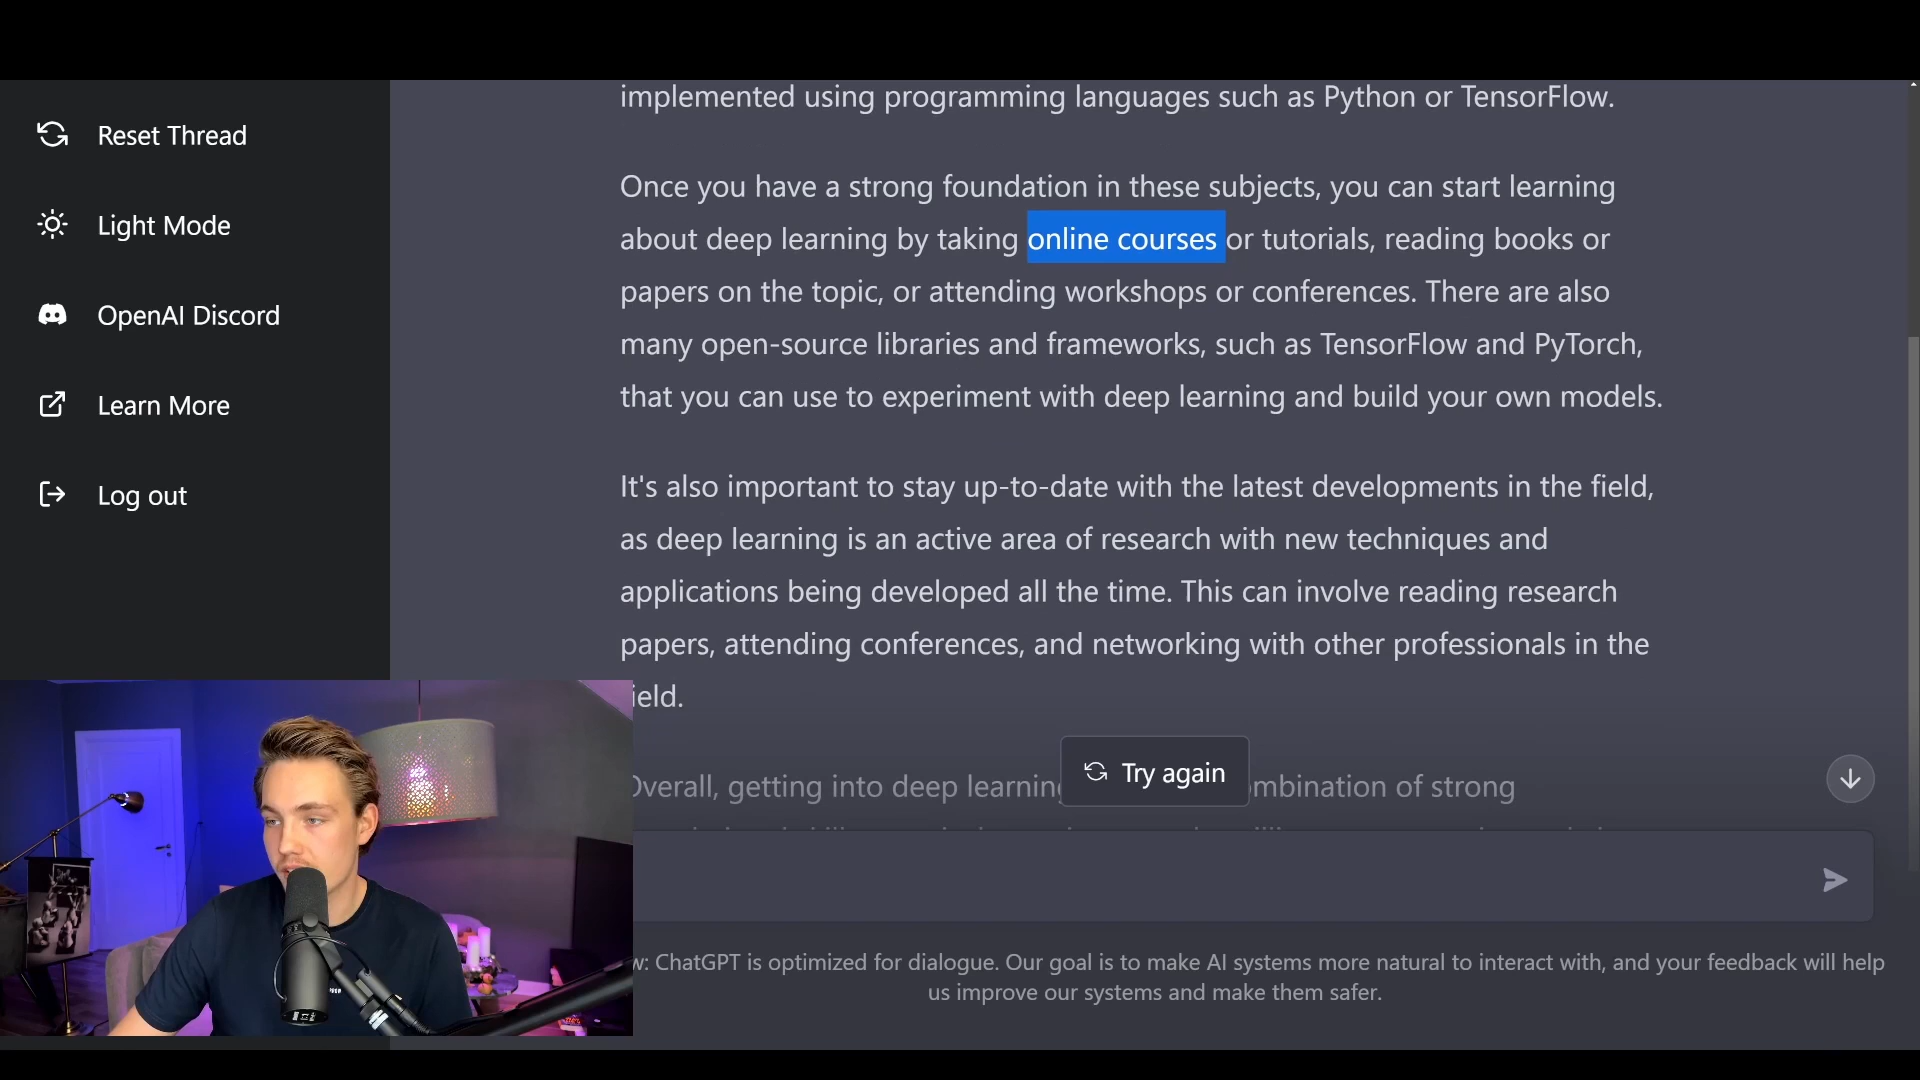 Reset Thread
Light Mode
OpenAI Discord
Learn More
Log out
implemented using programming languages such as Python or TensorFlow.
Once you have a strong foundation in these subjects, you can start learning
about deep learning by taking online courses or tutorials, reading books or
papers on the topic, or attending workshops or conferences. There are also
many open-source libraries and frameworks, such as TensorFlow and PyTorch,
that you can use to experiment with deep learning and build your own models.
It's also important to stay up-to-date with the latest developments in the field,
as deep learning is an active area of research with new techniques and
applications being developed all the time. This can involve reading research
papers, attending conferences, and networking with other professionals in the
ield.
Overall, getting into deep learning mbination of strong
Try again
w: ChatGPT is optimized for dialogue. Our goal is to make AI systems more natural to interact with, and your feedback will help
us improve our systems and make them safer.